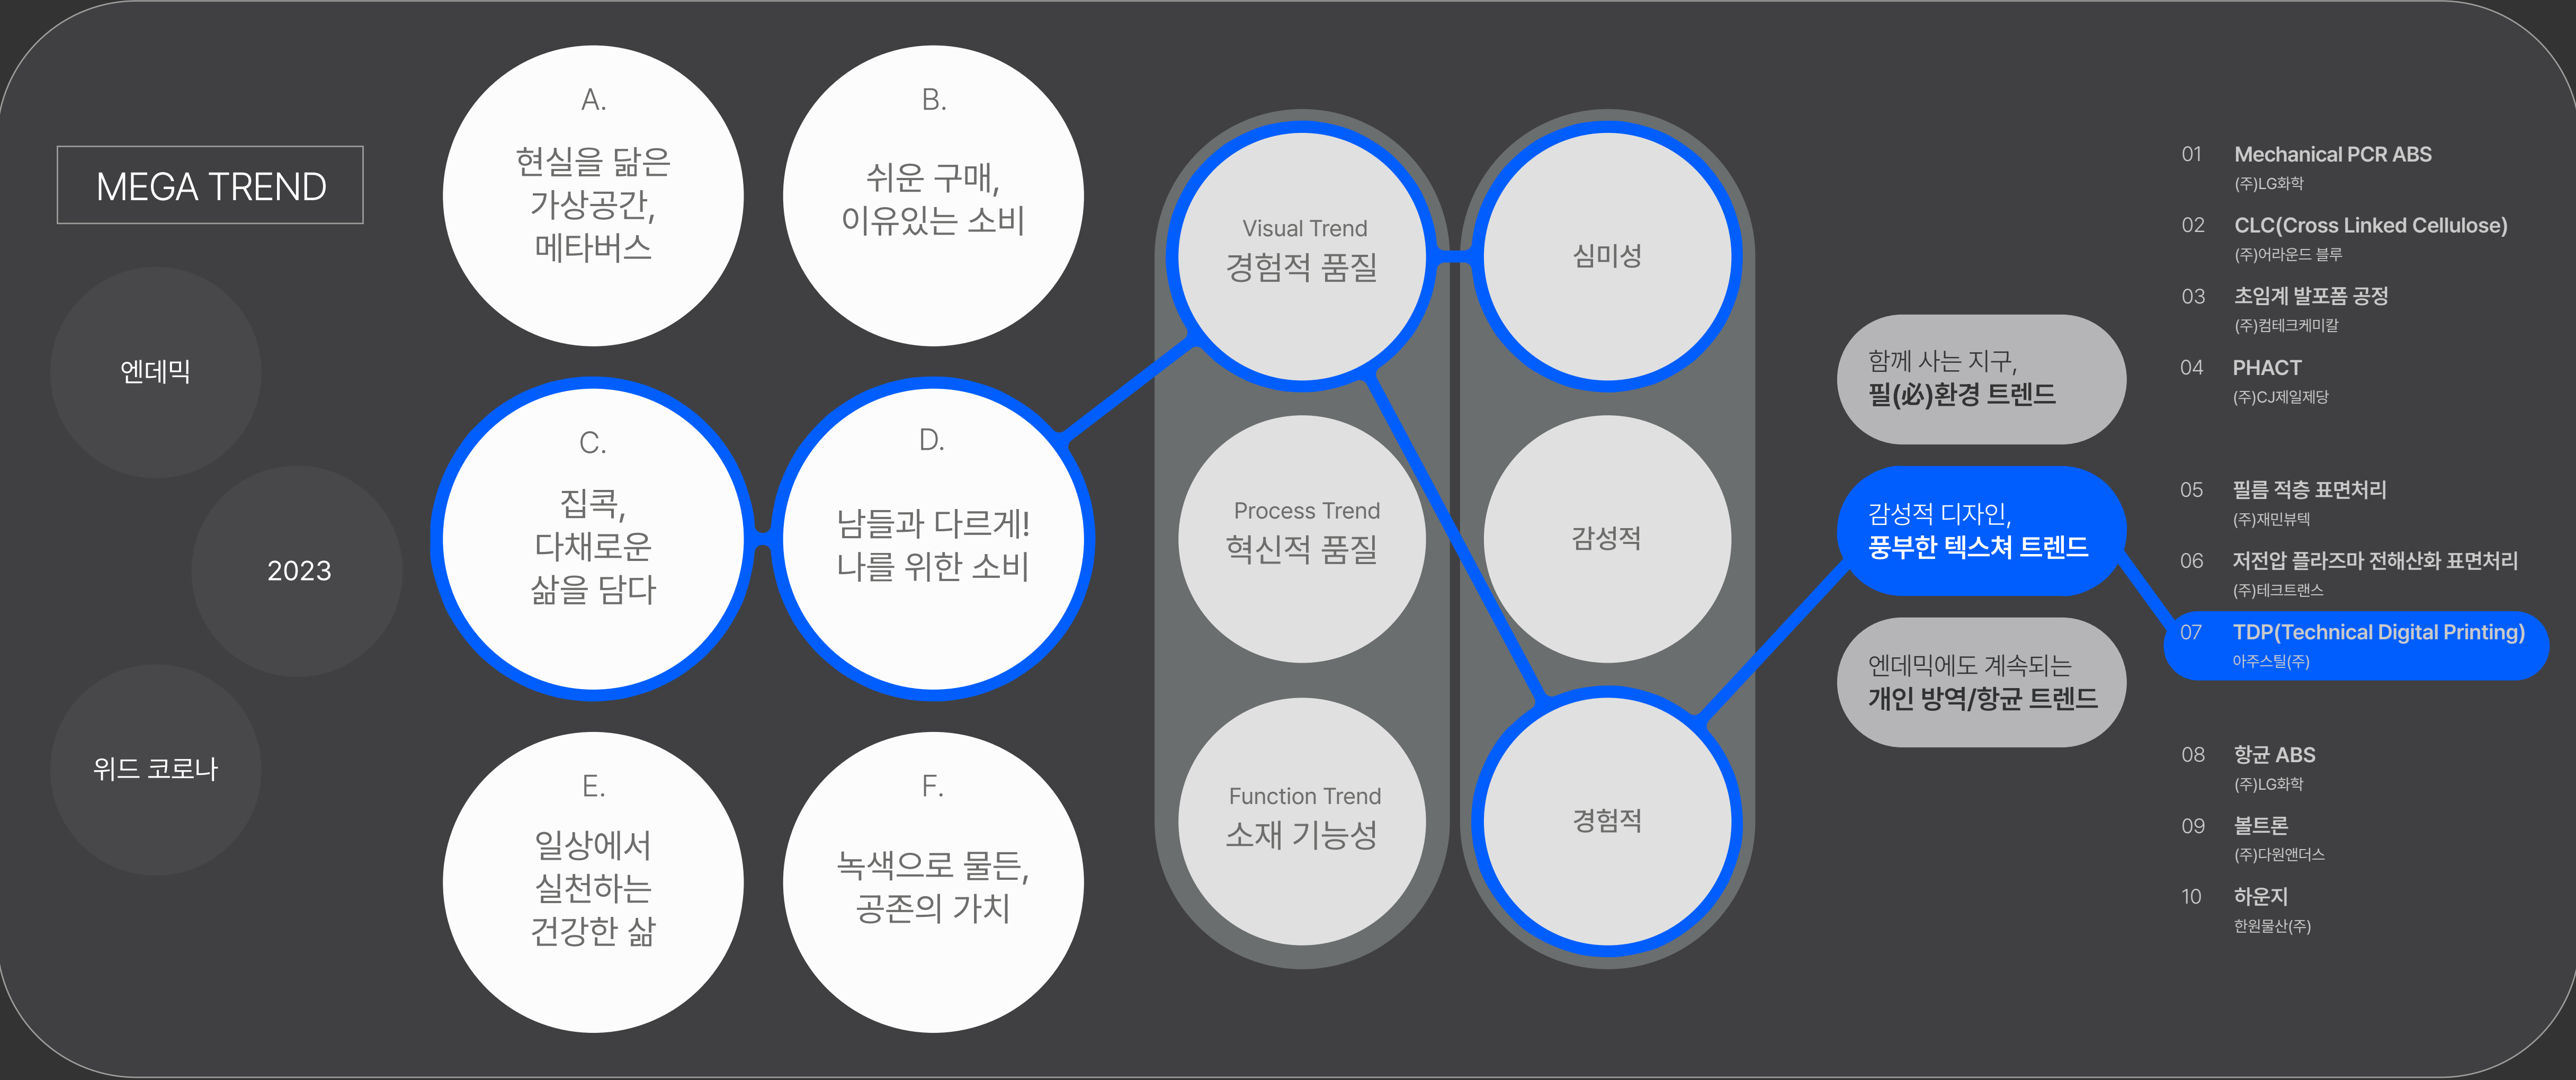 MEGA TREND
엔데믹
2023
위드 코로나
A.
현실을 닮은
가상공간,
메타버스
B.
쉬운 구매,
이유있는 소비
C.
집콕,
다채로운
삶을 담다
D.
남들과 다르게!
나를 위한 소비
E.
일상에서
실천하는
건강한 삶
F.
녹색으로 물든,
공존의 가치
Visual Trend
경험적 품질
Process Trend
혁신적 품질
Function Trend
소재 기능성
심미성
감성적
경험적
함께 사는 지구,
필(必)환경 트렌드
감성적 디자인,
풍부한 텍스쳐 트렌드
엔데믹에도 계속되는
개인 방역/항균 트렌드
01 Mechanical PCR ABS
(주)LG화학
02 CLC(Cross Linked Cellulose)
(주)어라운드 블루
03 초임계 발포폼 공정
(주)컴테크케미칼
04 PHACT
(주)CJ제일제당
05 필름 적층 표면처리
(주)재민뷰텍
06 저전압 플라즈마 전해산화 표면처리
(주)테크트랜스
07 TDP(Technical Digital Printing)
아주스틸(주)
08 항균 ABS
(주)LG화학
09 볼트론
(주)다원앤더스
10 하운지
한원물산(주)